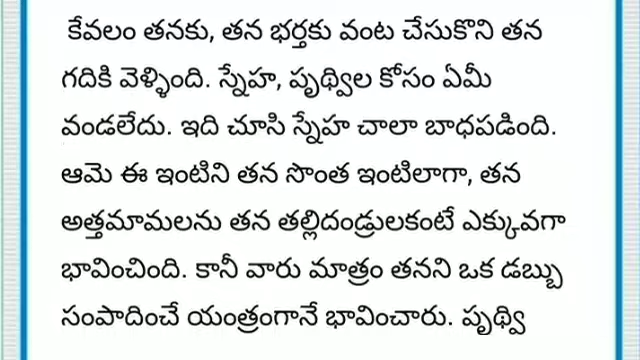 కేవలం తనకు, తన భర్తకు వంట చేసుకొని తన
గదికి వెళ్ళింది. స్నేహ, పృథ్విల కోసం ఏమీ
వండలేదు. ఇది చూసి స్నేహ చాలా బాధపడింది.
ఆమె ఈ ఇంటిని తన సొంత ఇంటిలాగా, తన
అత్తమామలను తన తల్లిదండ్రులకంటే ఎక్కువగా
భావించింది. కానీ వారు మాత్రం తనని ఒక డబ్బు
సంపాదించే యంత్రంగానే భావించారు. పృథ్వి